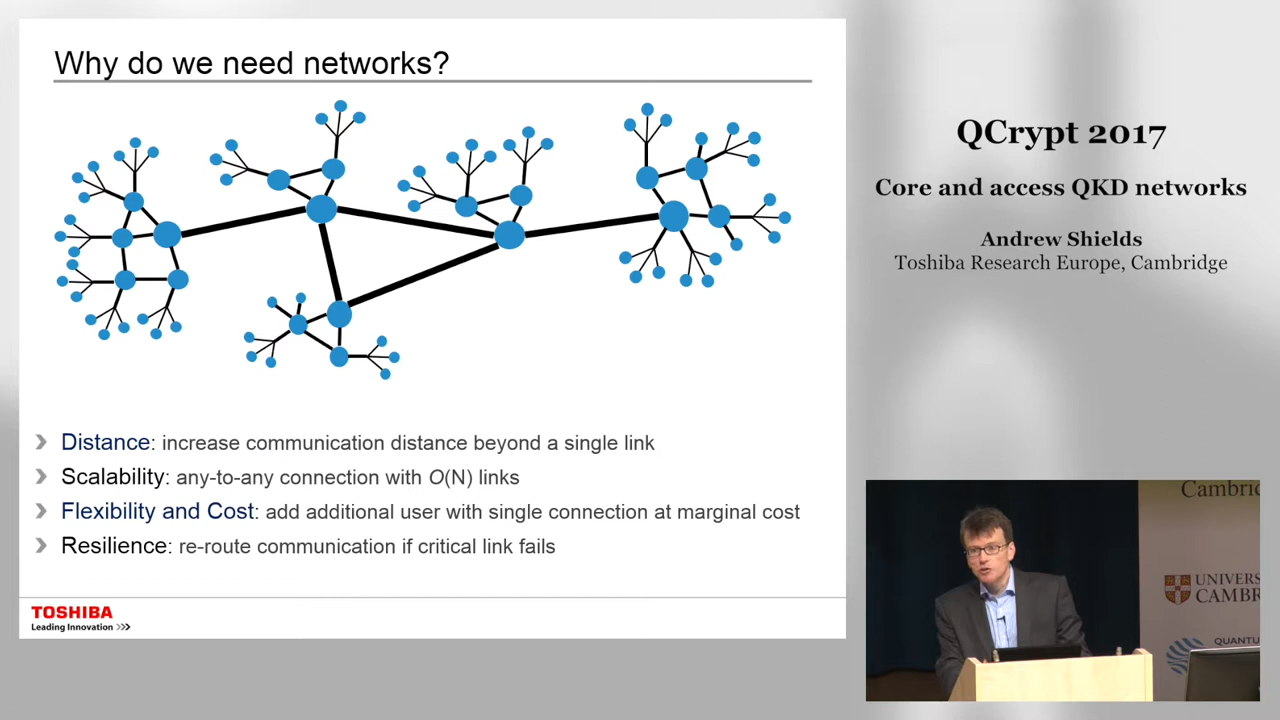 Why do we need networks?
Distance: increase communication distance beyond a single link
Scalability: any-to-any connection with O(N) links
Flexibility and Cost: add additional user with single connection at marginal cost
Resilience: re-route communication if critical link fails
TOSHIBA
Leading Innovation >>>
QCrypt 2017
Core and access QKD networks
Andrew Shields
Toshiba Research Europe, Cambridge